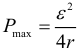 P_max = ε²/4r